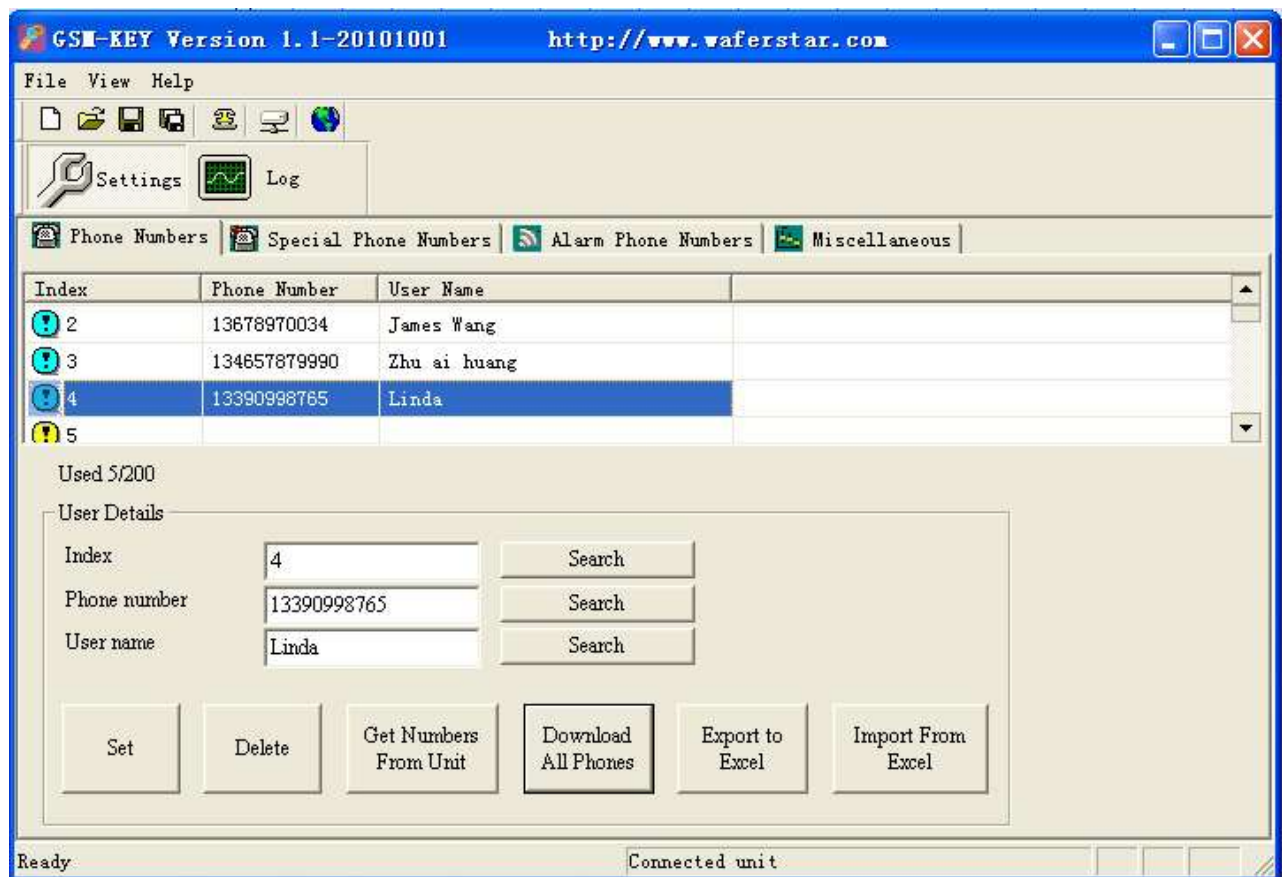 GSM-KEY Version 1.1-20101001 http://www.waferstar.com
File View Help
Settings Log
Phone Numbers Special Phone Numbers Alarm Phone Numbers Miscellaneous
Index Phone Number User Name
2 13678970034 James Wang
3 134657879990 Zhu ai huang
4 13390998765 Linda
5
Used 5/200
User Details
Index 4 Search
Phone number 13390998765 Search
User name Linda Search
Set Delete Get Numbers From Unit Download All Phones Export to Excel Import From Excel
Ready Connected unit